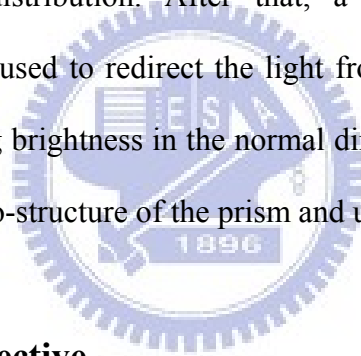 distribution. After that, a
used to redirect the light fro
brightness in the normal di
o-structure of the prism and u
ES A
1896
ective